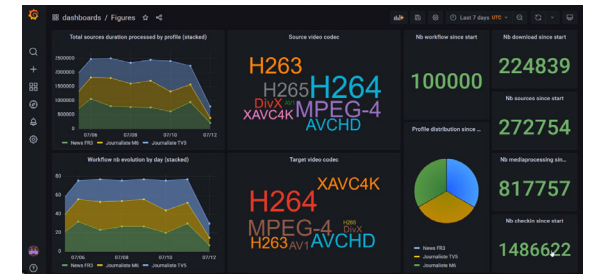 dashboards / Figures
Last 7 days UTC
Total sources duration processed by profile (stacked)
2500000
2000000
1500000
1000000
500000
0
07/06 07/08 07/10 07/12
News FR3 Journaliste M6 Journaliste TV5
Source video codec
H263
H265 H264
DivX AV1 MPEG-4
XAVC4K
AVCHD
Nb workflow since start
100000
Nb download since start
224839
Nb sources since start
272754
Workflow nb evolution by day (stacked)
80
60
40
20
0
07/06 07/08 07/10 07/12
News FR3 Journaliste M6 Journaliste TV5
Target video codec
XAVC4K
H264
MPEG-4 H265
DivX
H263 AV1 AVCHD
Profile distribution since ...
News FR3
Journaliste TV5
Journaliste M6
Nb mediaprocessing sin...
817757
Nb checkin since start
1486622